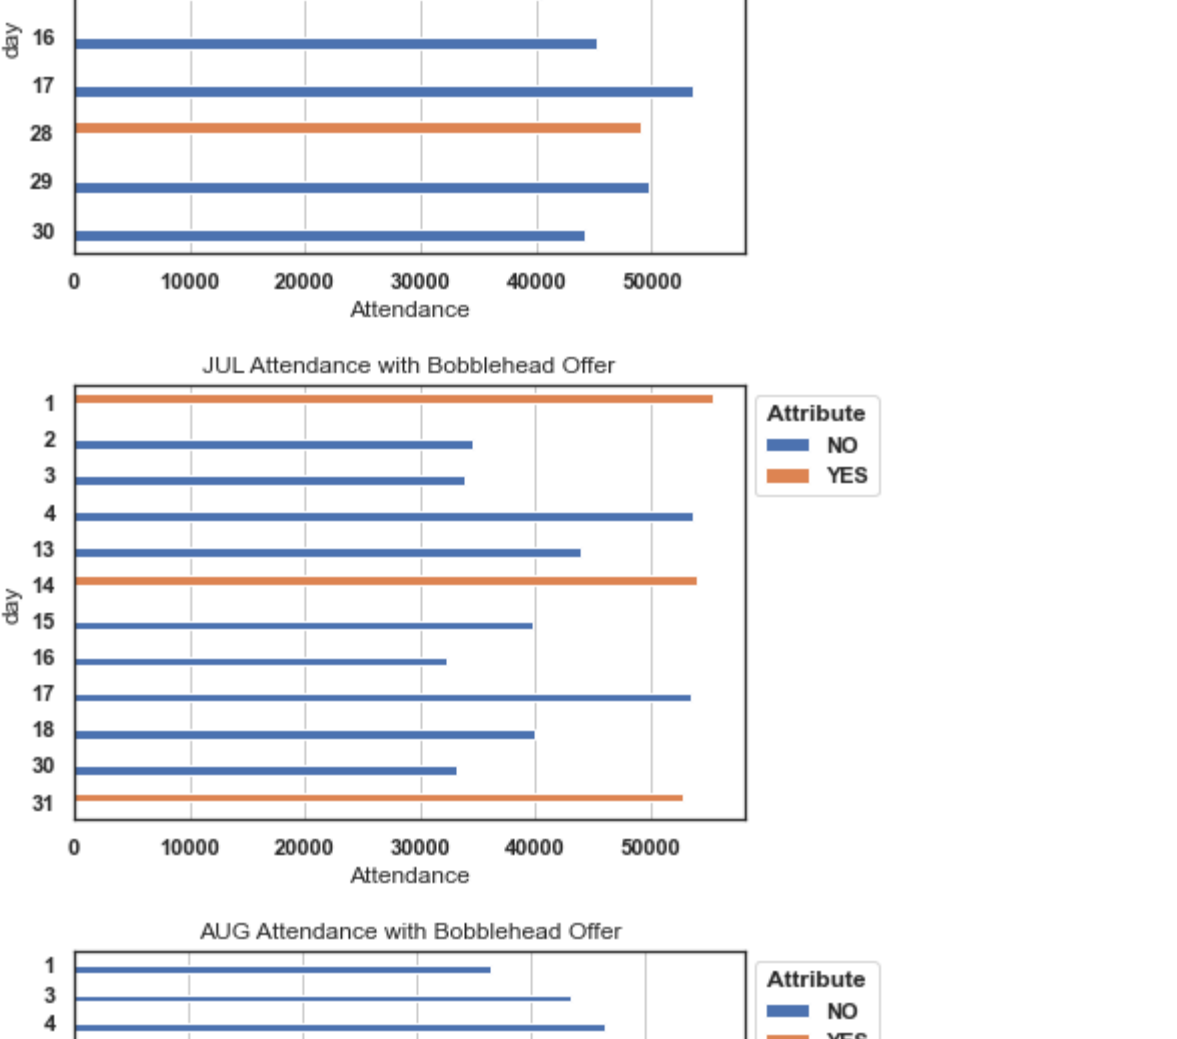 day
16
17
28
29
30
0 10000 20000 30000 40000 50000
Attendance
JUL Attendance with Bobblehead Offer
Attribute
NO
YES
day
1
2
3
4
13
14
15
16
17
18
30
31
0 10000 20000 30000 40000 50000
Attendance
AUG Attendance with Bobblehead Offer
Attribute
NO
YES
1
3
4